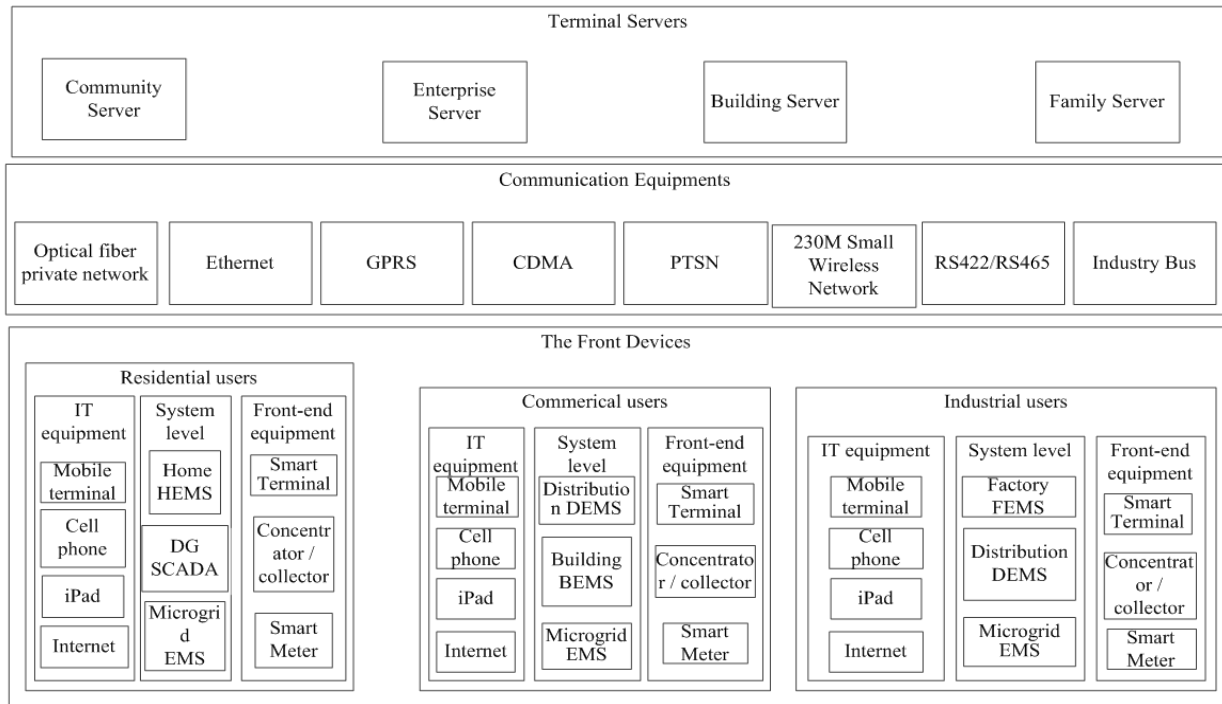 Terminal Servers
Community
Server
Enterprise
Server
Building Server
Family Server
Communication Equipments
Optical fiber
private network
Ethernet
GPRS
CDMA
PTSN
230M Small
Wireless
Network
RS422/RS465
Industry Bus
The Front Devices
Residential users
IT
equipment
Mobile
terminal
Cell
phone
iPad
Internet
System
level
Home
HEMS
DG
SCADA
Microgri
d
EMS
Front-end
equipment
Smart
Terminal
Concentr
ator /
collector
Smart
Meter
Commerical users
IT
equipment
Mobile
terminal
Cell
phone
iPad
Internet
System
level
Distributio
n DEMS
Building
BEMS
Microgrid
EMS
Front-end
equipment
Smart
Terminal
Concentrato
r / collector
Smart
Meter
Industrial users
IT equipment
Mobile
terminal
Cell
phone
iPad
Internet
System level
Factory
FEMS
Distribution
DEMS
Microgrid
EMS
Front-end
equipment
Smart
Terminal
Concentrat
or /
collector
Smart
Meter